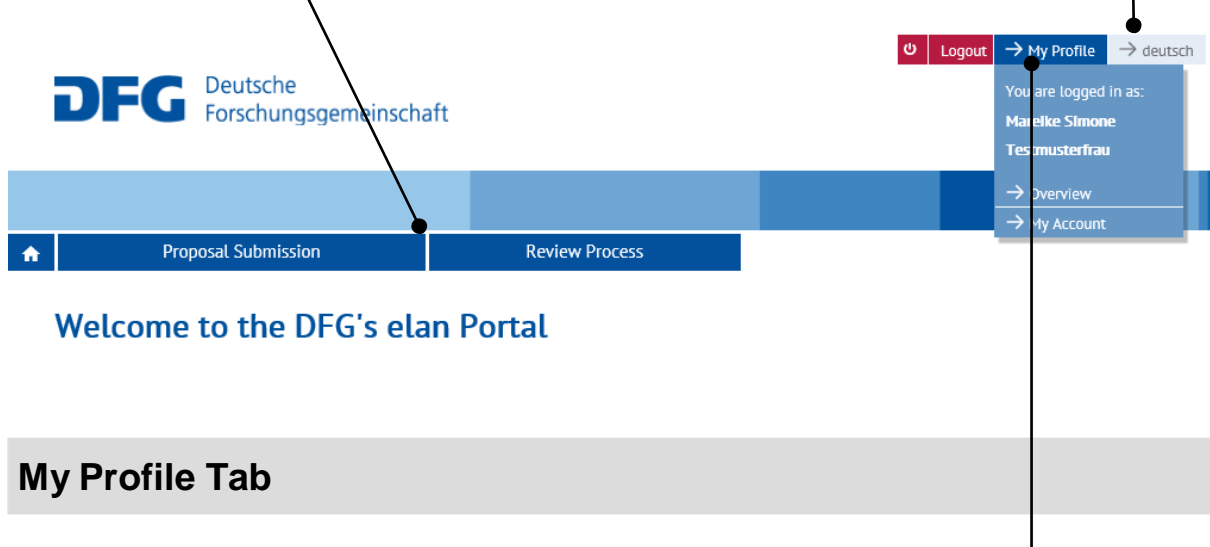 Logout → My Profile → deutsch
DFG Deutsche
Forschungsgemeinschaft
You are logged in as:
Mareike Simone
Testmusterfrau
→ Overview
→ My Account
Proposal Submission Review Process
Welcome to the DFG's elan Portal
My Profile Tab